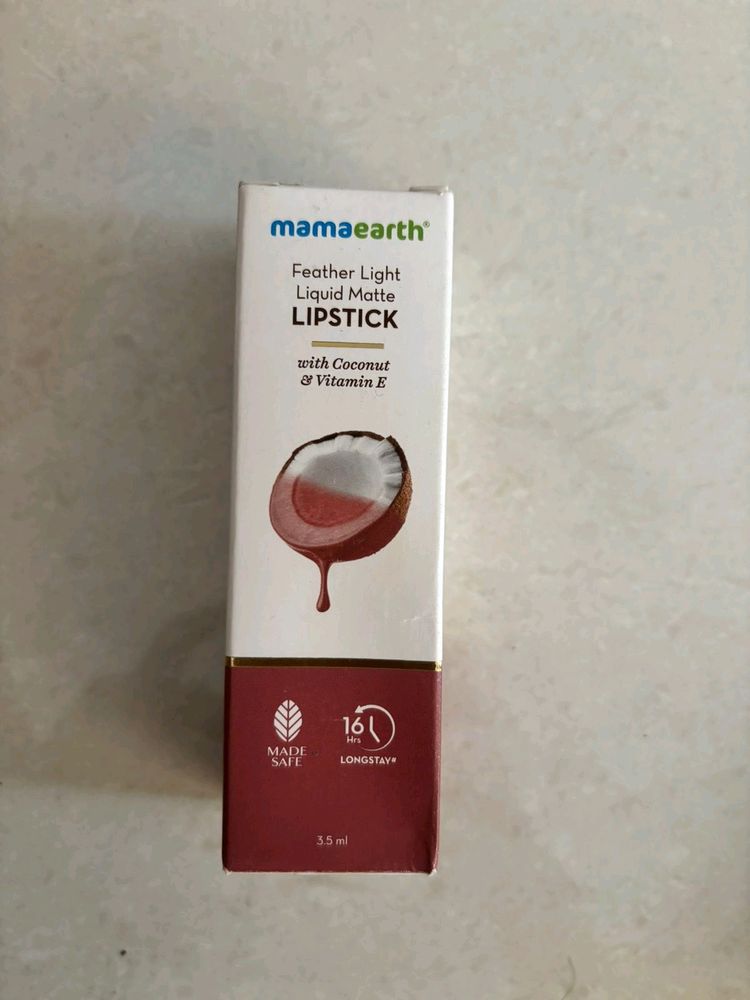 mamaearth®
Feather Light
Liquid Matte
LIPSTICK
with Coconut
& Vitamin E
MADE
SAFE
16
Hrs
LONGSTAY#
3.5 ml